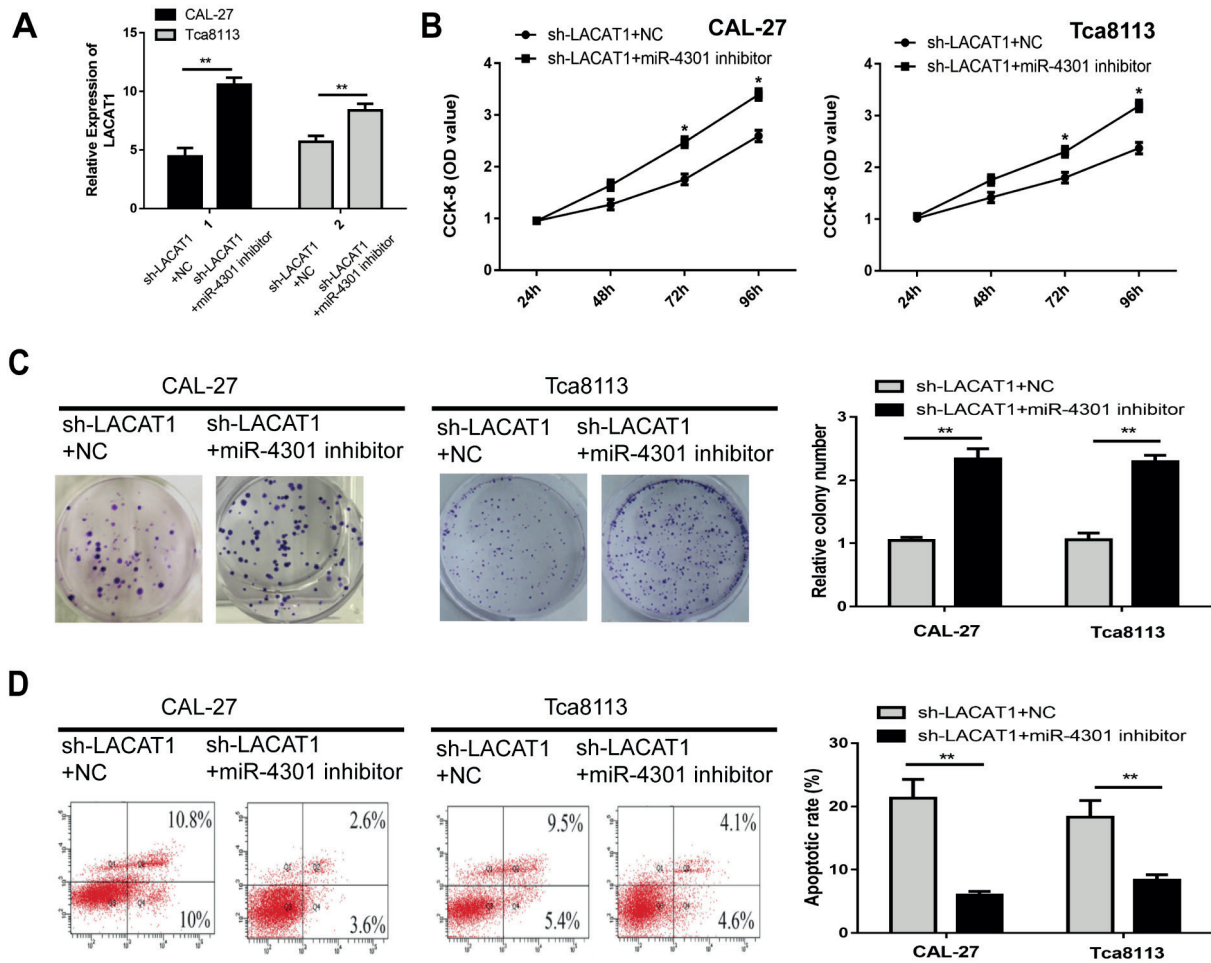 A
CAL-27
Tca8113
Relative Expression of
LACAT1
15
10
5
0
**
**
1
2
sh-LACAT1
+NC
sh-LACAT1
+miR-4301 inhibitor
sh-LACAT1
+NC
sh-LACAT1
+miR-4301 inhibitor
B
CAL-27
sh-LACAT1+NC
sh-LACAT1+miR-4301 inhibitor
CCK-8 (OD value)
4
3
2
1
0
*
*
24h
48h
72h
96h
Tca8113
sh-LACAT1+NC
sh-LACAT1+miR-4301 inhibitor
CCK-8 (OD value)
4
3
2
1
0
*
*
24h
48h
72h
96h
C
CAL-27
sh-LACAT1
+NC
sh-LACAT1
+miR-4301 inhibitor
Tca8113
sh-LACAT1
+NC
sh-LACAT1
+miR-4301 inhibitor
sh-LACAT1+NC
sh-LACAT1+miR-4301 inhibitor
Relative colony number
3
2
1
0
**
**
CAL-27
Tca8113
D
CAL-27
sh-LACAT1
+NC
sh-LACAT1
+miR-4301 inhibitor
Tca8113
sh-LACAT1
+NC
sh-LACAT1
+miR-4301 inhibitor
10.8%
10%
2.6%
3.6%
9.5%
5.4%
4.1%
4.6%
sh-LACAT1+NC
sh-LACAT1+miR-4301 inhibitor
Apoptotic rate (%)
30
20
10
0
**
**
CAL-27
Tca8113